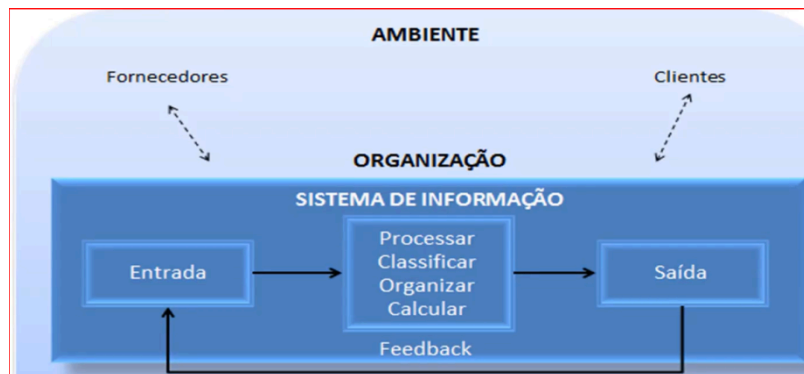 AMBIENTE
Fornecedores
Clientes
ORGANIZAÇÃO
SISTEMA DE INFORMAÇÃO
Entrada
Processar
Classificar
Organizar
Calcular
Saída
Feedback